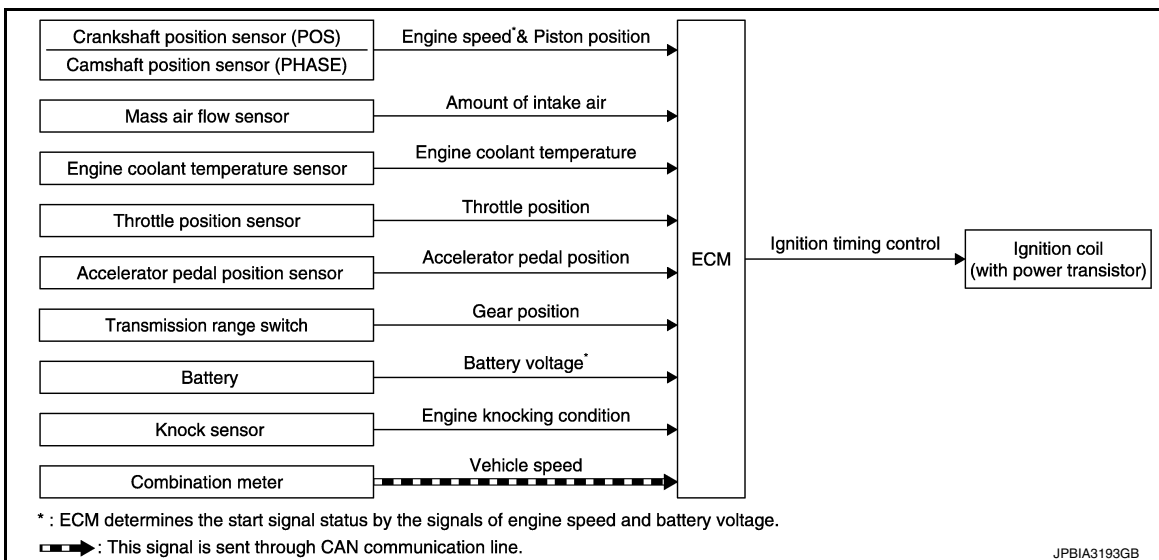 Crankshaft position sensor (POS)
Camshaft position sensor (PHASE)
Engine speed*& Piston position
Mass air flow sensor
Amount of intake air
Engine coolant temperature sensor
Engine coolant temperature
Throttle position sensor
Throttle position
Accelerator pedal position sensor
Accelerator pedal position
Transmission range switch
Gear position
Battery
Battery voltage*
Knock sensor
Engine knocking condition
Combination meter
Vehicle speed
ECM
Ignition timing control
Ignition coil
(with power transistor)
* : ECM determines the start signal status by the signals of engine speed and battery voltage.
: This signal is sent through CAN communication line.
JPBIA3193GB